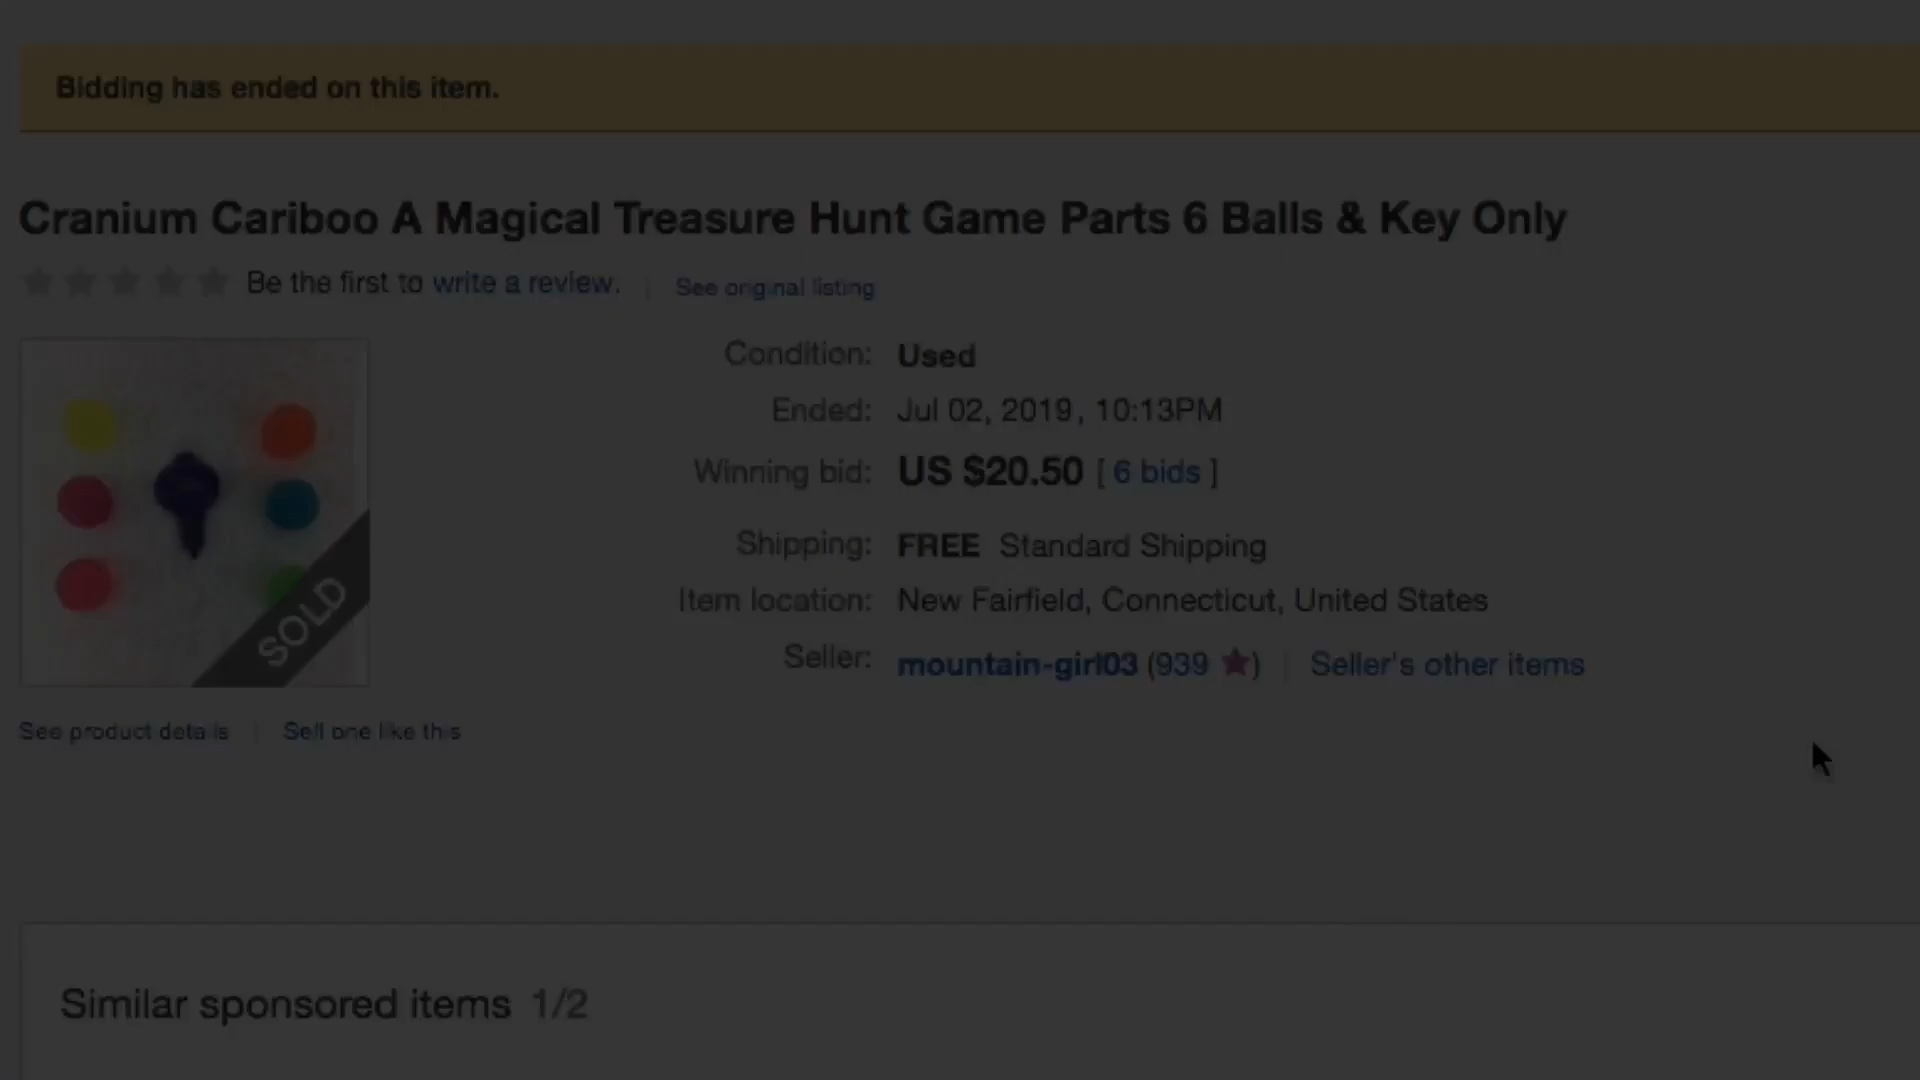 Bidding has ended on this item.
Cranium Cariboo A Magical Treasure Hunt Game Parts 6 Balls & Key Only
Be the first to write a review. | See original listing
Condition: Used
Ended: Jul 02, 2019, 10:13PM
Winning bid: US $20.50 [ 6 bids ]
Shipping: FREE Standard Shipping
Item location: New Fairfield, Connecticut, United States
Seller: mountain-girl03 (939 ★) | Seller's other items
SOLD
See product details | Sell one like this
Similar sponsored items 1/2